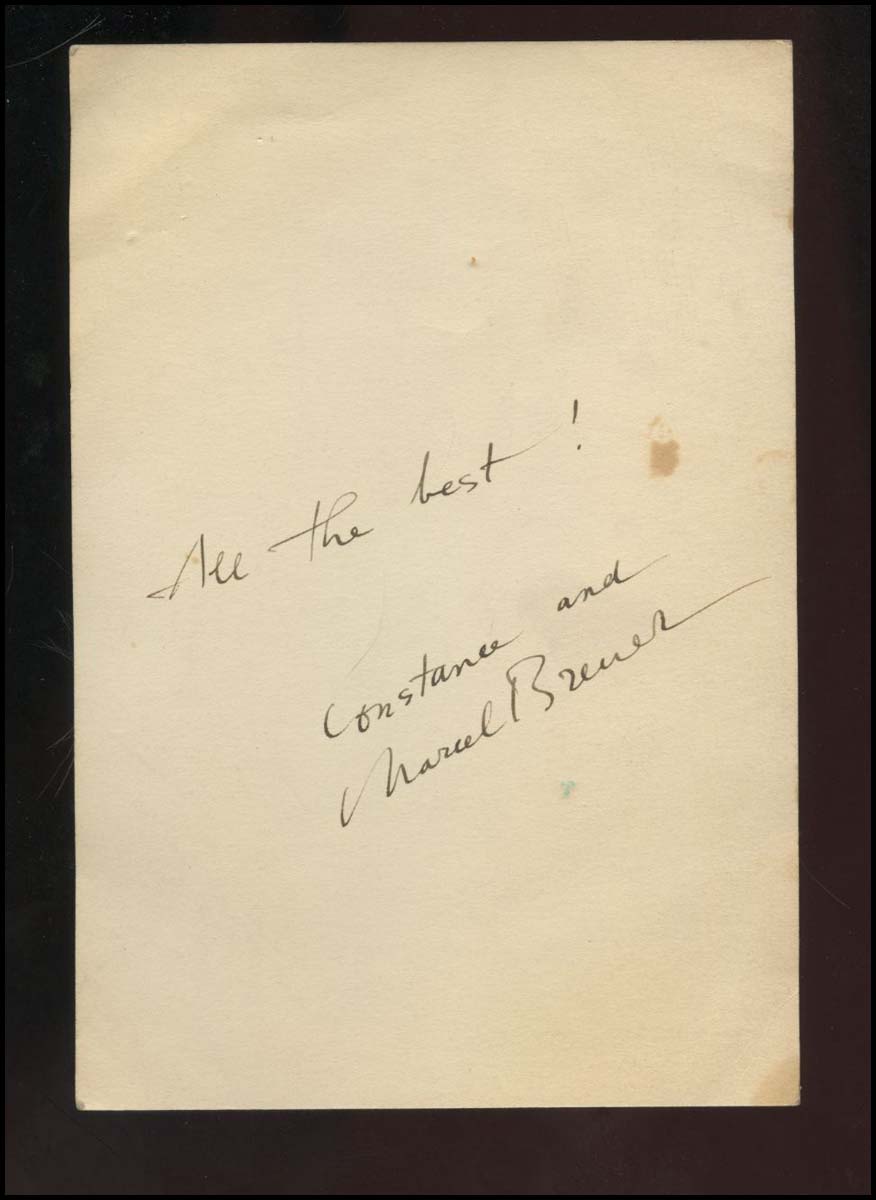 All the best!
Constance and
Marcel Breuer